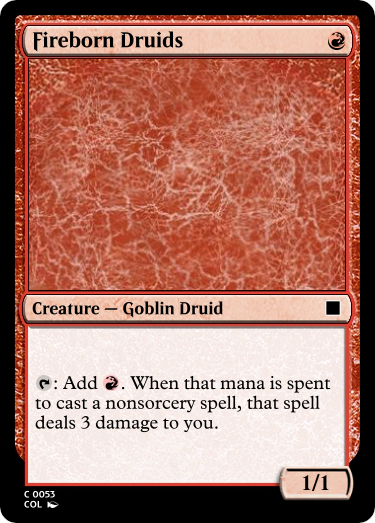 Fireborn Druids
Creature — Goblin Druid
: Add . When that mana is spent
to cast a nonsorcery spell, that spell
deals 3 damage to you.
1/1
C 0053
COL